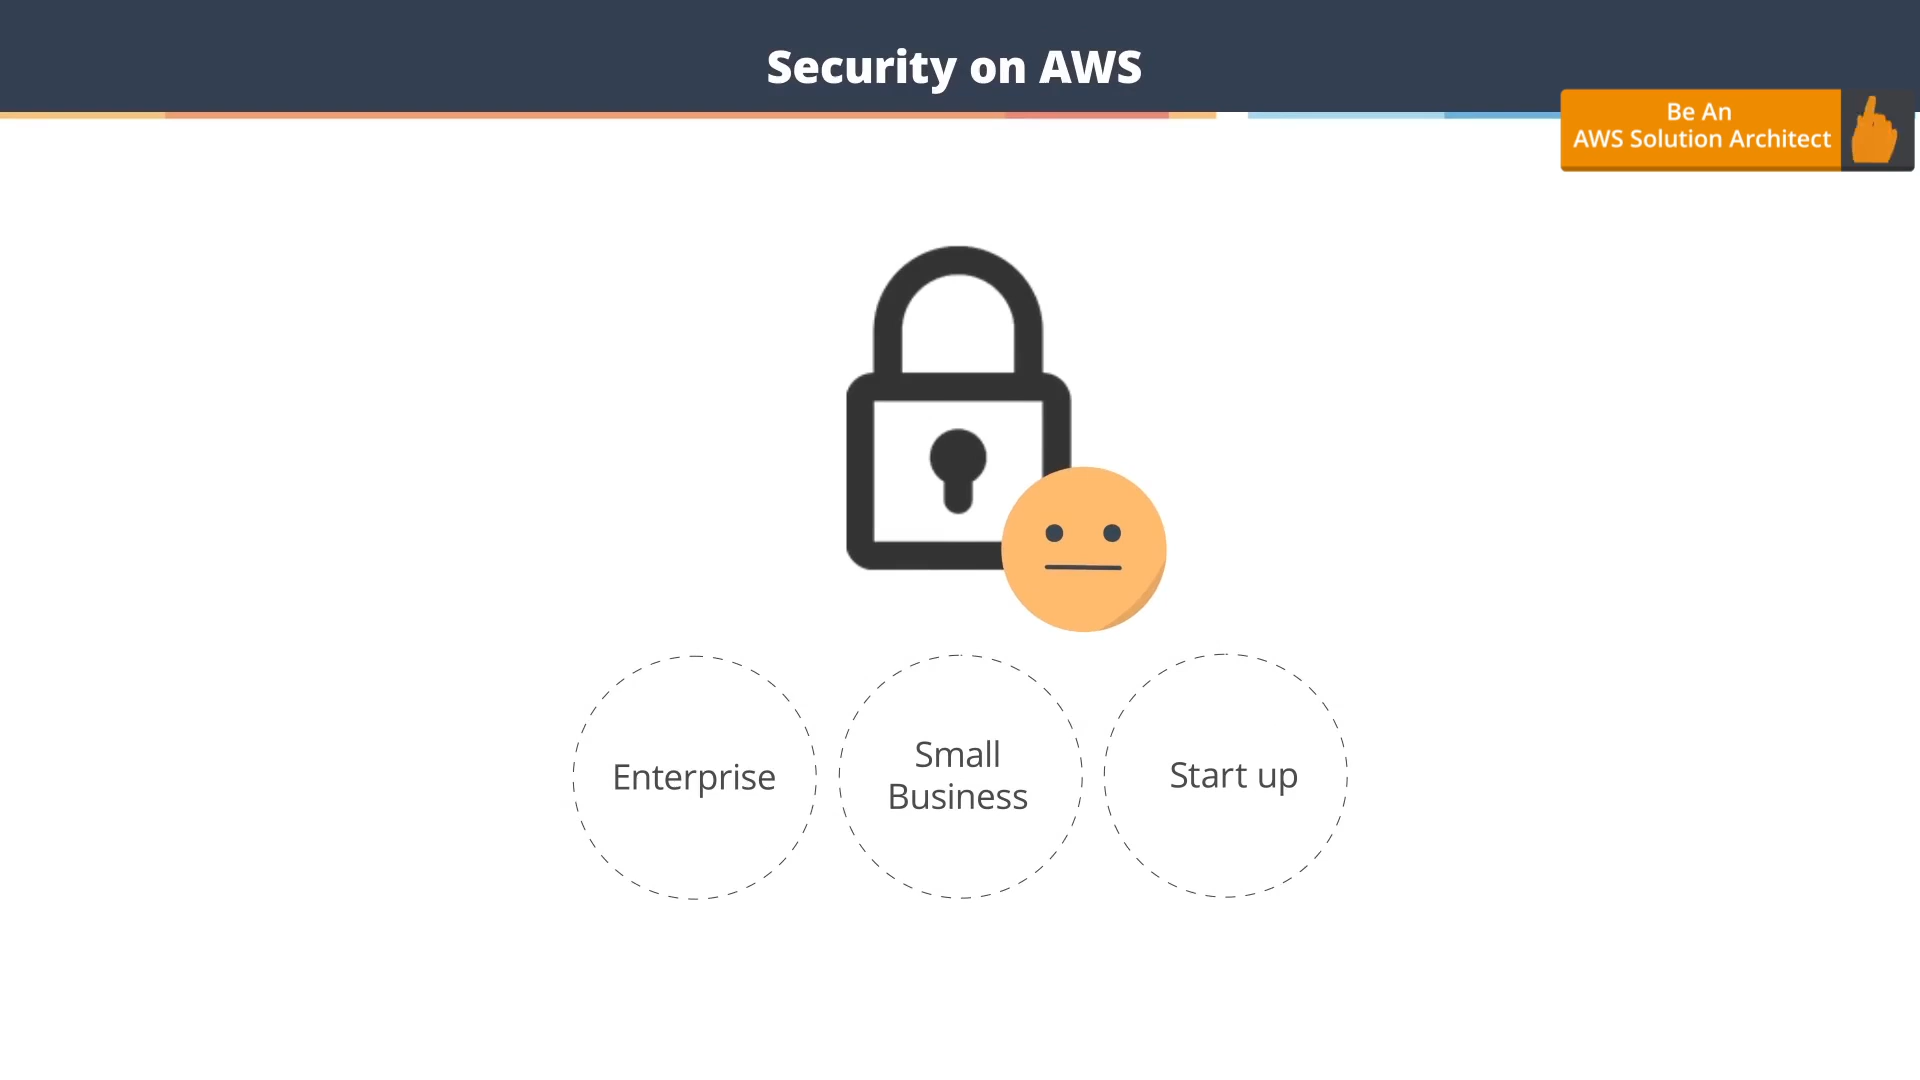 Security on AWS
Be An
AWS Solution Architect
Enterprise
Small
Business
Start up